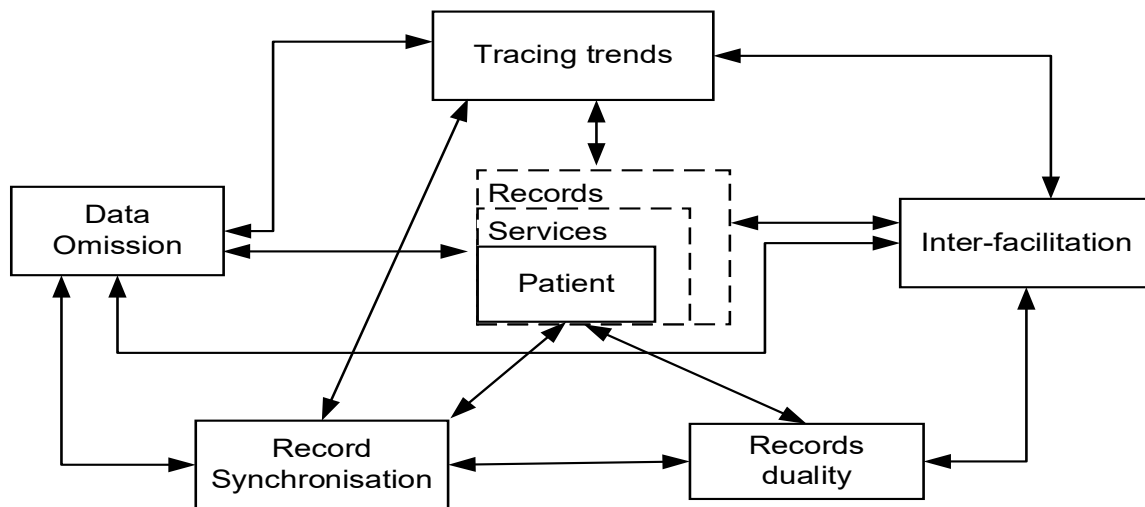 Tracing trends
Records
Services
Patient
Data
Omission
Inter-facilitation
Record
Synchronisation
Records
duality